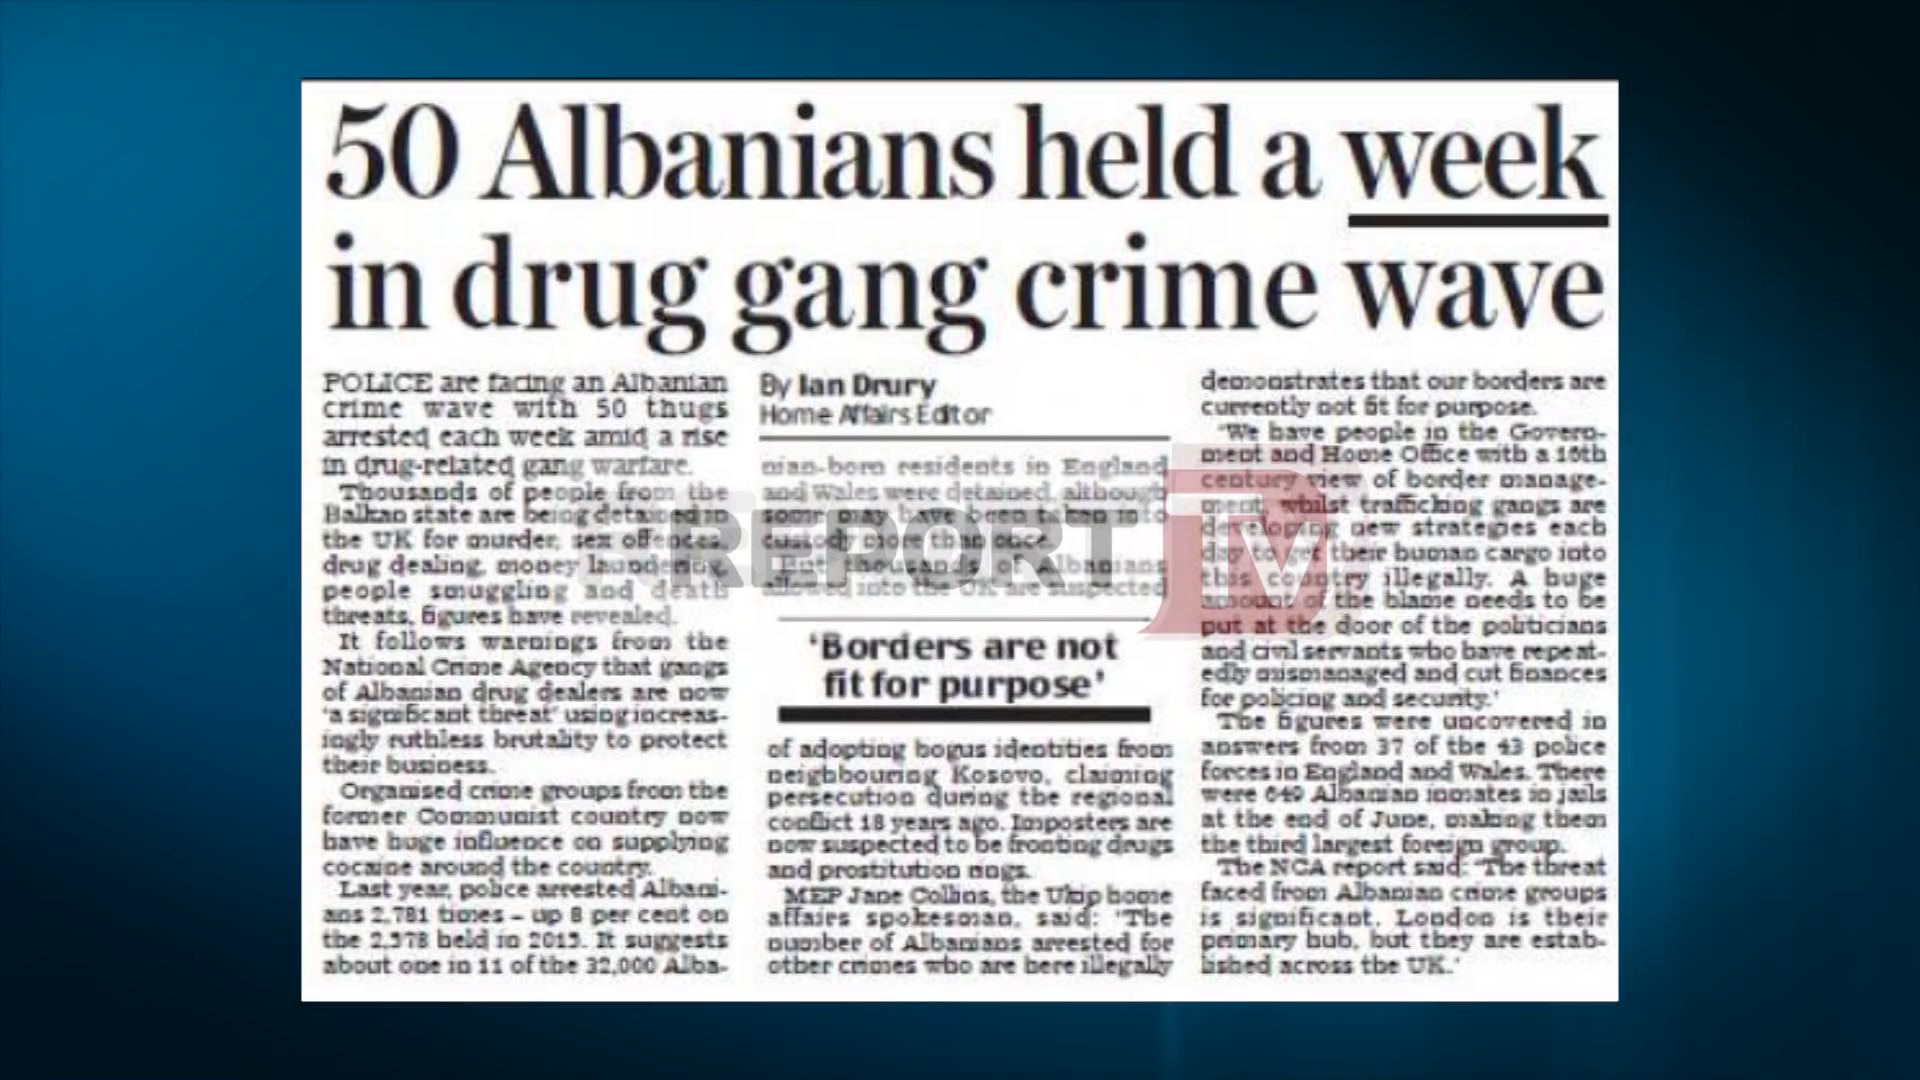 50 Albanians held a week
in drug gang crime wave
POLICE are facing an Albanian
crime wave with 50 thugs
arrested each week amid a rise
in drug-related gang warfare.
Thousands of people from the
Balkan state are being detained in
the UK for murder, sex offences,
drug dealing, money laundering,
people smuggling and death
threats, figures have revealed.
It follows warnings from the
National Crime Agency that gangs
of Albanian drug dealers are now
'a significant threat' using increas-
ingly ruthless brutality to protect
their business.
Organised crime groups from the
former Communist country now
have huge influence on supplying
cocaine around the country.
Last year, police arrested Albani-
ans 2,781 times – up 8 per cent on
the held in 2015. It suggests
about one in 11 of the 32,000 Alba-
By Ian Drury
Home Affairs Editor
nian-born residents in England
and Wales were detained, although
some may have been taken into
custody more than once.
But thousands of Albanians
allowed into the UK are suspected
'Borders are not
fit for purpose'
of adopting bogus identities from
neighbouring Kosovo, claiming
persecution during the regional
conflict 18 years ago. Imposters are
now suspected to be fronting drugs
and prostitution rings.
MEP Jane Collins, the Ukip home
affairs spokesman, said: 'The
number of Albanians arrested for
other crimes who are here illegally
demonstrates that our borders are
currently not fit for purpose.
'We have people in the Govern-
ment and Home Office with a 16th
century view of border manage-
ment, whilst trafficking gangs are
developing new strategies each
day to get their human cargo into
this country illegally. A huge
amount of the blame needs to be
put at the door of the politicians
and civil servants who have repeat-
edly mismanaged and cut finances
for policing and security.'
The figures were uncovered in
answers from 37 of the 43 police
forces in England and Wales. There
were 649 Albanian inmates in jails
at the end of June, making them
the third largest foreign group.
The NCA report said: 'The threat
faced from Albanian crime groups
is significant. London is their
primary hub, but they are estab-
lished across the UK.'
REPORT TV